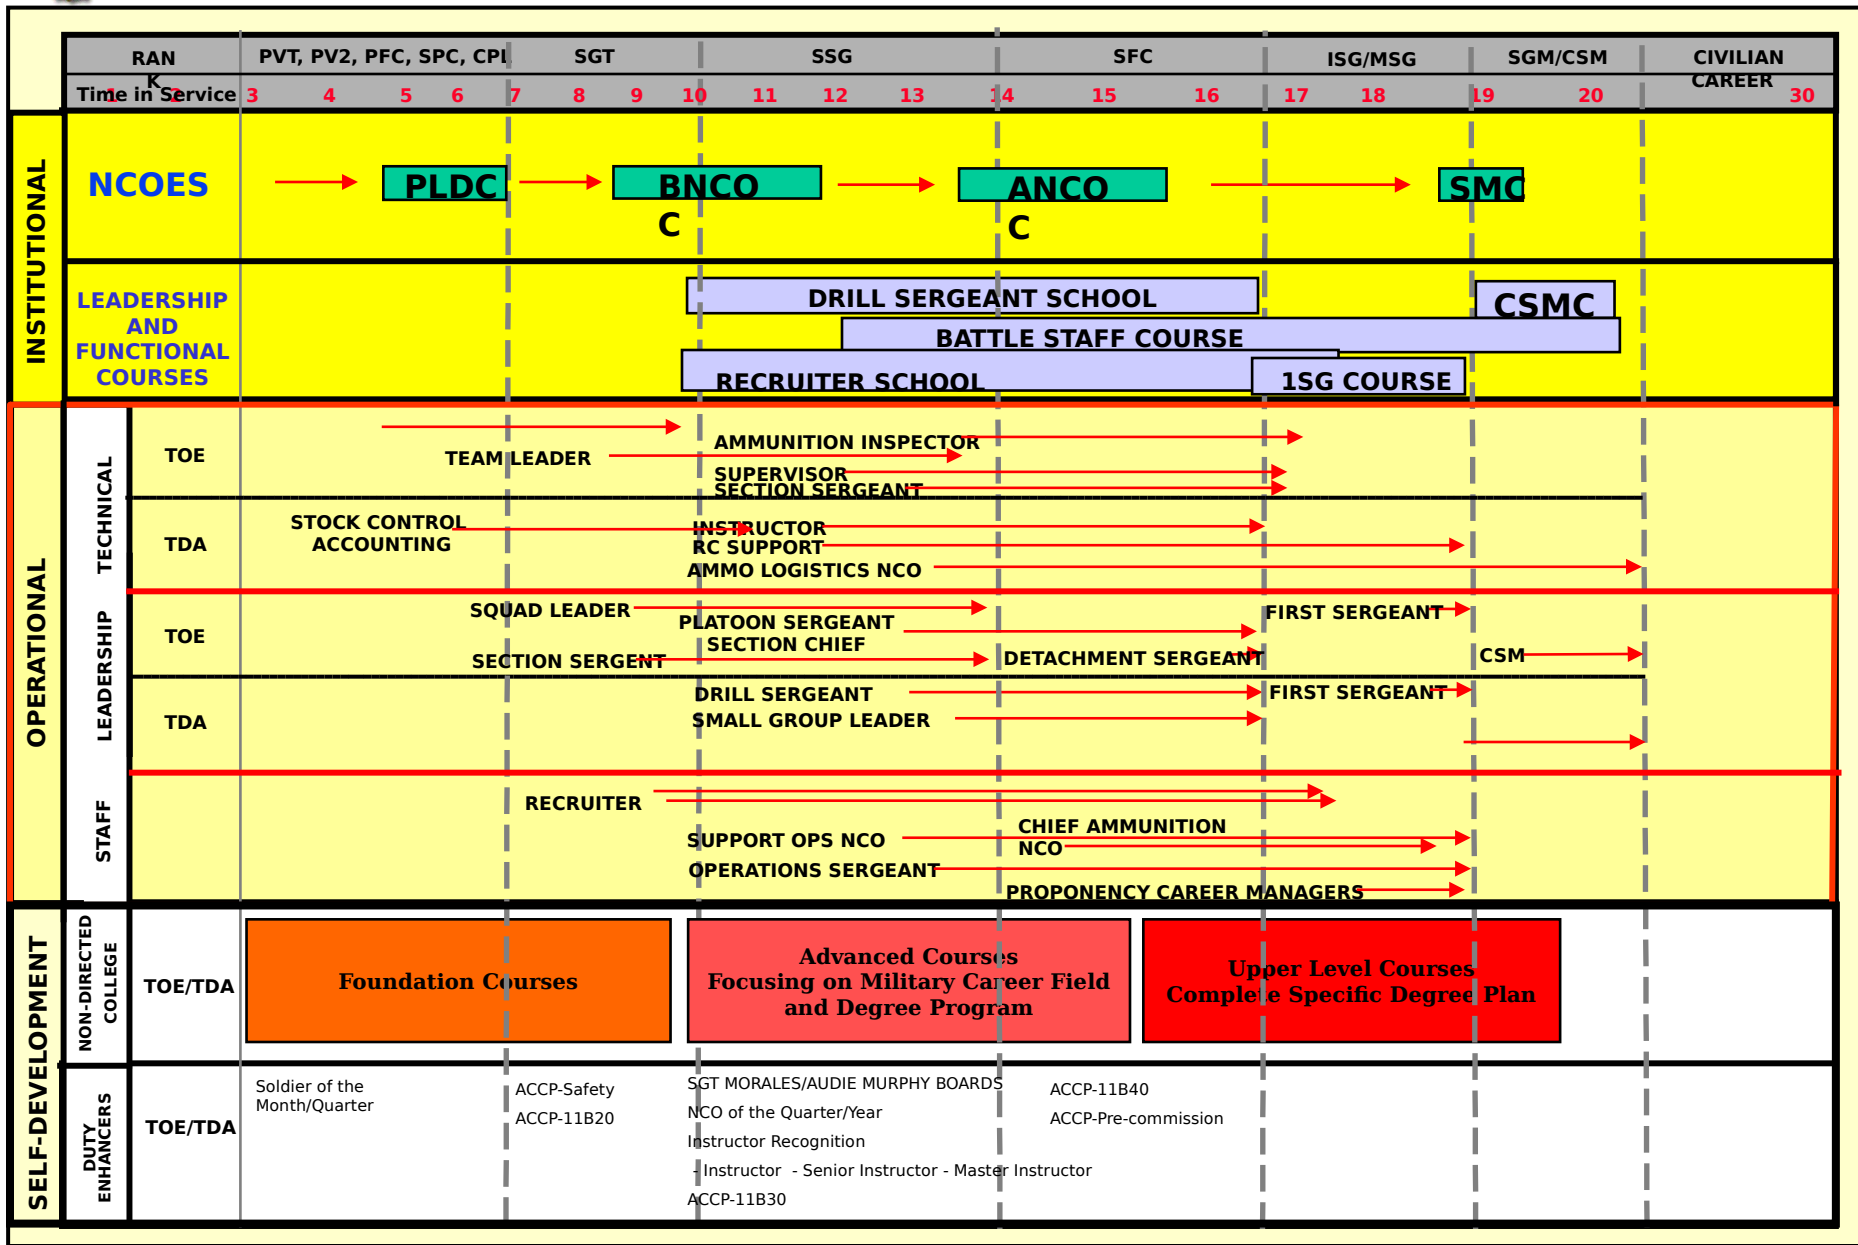 RAN
K
PVT, PV2, PFC, SPC, CPL
SGT
SSG
SFC
ISG/MSG
SGM/CSM
CIVILIAN
CAREER
Time in Service
1 2 3 4 5 6 7 8 9 10 11 12 13 14 15 16 17 18 19 20 30
INSTITUTIONAL
NCOES
PLDC
BNCO
C
ANCO
C
SMC
LEADERSHIP
AND
FUNCTIONAL
COURSES
DRILL SERGEANT SCHOOL
CSMC
BATTLE STAFF COURSE
RECRUITER SCHOOL
1SG COURSE
OPERATIONAL
TECHNICAL
TOE
TEAM LEADER
AMMUNITION INSPECTOR
SUPERVISOR
SECTION SERGEANT
TDA
STOCK CONTROL
ACCOUNTING
INSTRUCTOR
RC SUPPORT
AMMO LOGISTICS NCO
LEADERSHIP
TOE
SQUAD LEADER
PLATOON SERGEANT
SECTION CHIEF
FIRST SERGEANT
SECTION SERGENT
DETACHMENT SERGEANT
CSM
TDA
DRILL SERGEANT
FIRST SERGEANT
SMALL GROUP LEADER
STAFF
RECRUITER
SUPPORT OPS NCO
CHIEF AMMUNITION
NCO
OPERATIONS SERGEANT
PROPONENCY CAREER MANAGERS
SELF-DEVELOPMENT
NON-DIRECTED
COLLEGE
TOE/TDA
Foundation Courses
Advanced Courses
Focusing on Military Career Field
and Degree Program
Upper Level Courses
Complete Specific Degree Plan
DUTY
ENHANCERS
TOE/TDA
Soldier of the
Month/Quarter
ACCP-Safety
ACCP-11B20
SGT MORALES/AUDIE MURPHY BOARDS
NCO of the Quarter/Year
Instructor Recognition
- Instructor - Senior Instructor - Master Instructor
ACCP-11B30
ACCP-11B40
ACCP-Pre-commission